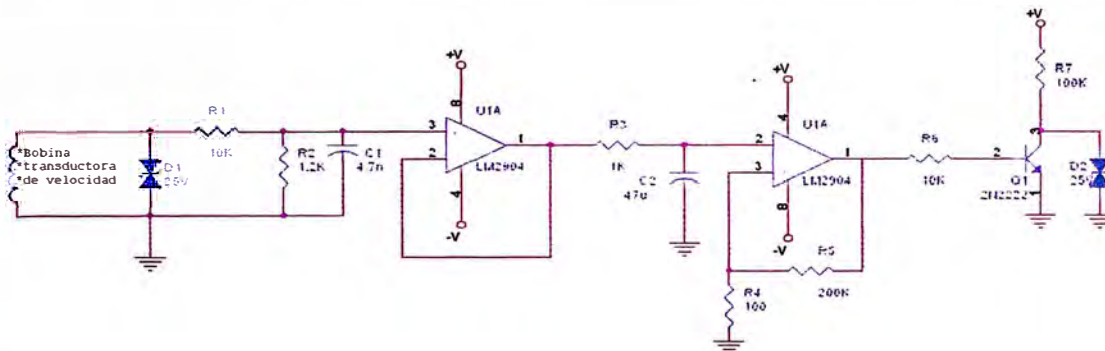 *Bobina
*transductora
*de velocidad
D1
25V
R1
10K
R2
1.2K
C1
4.7n
+V
8
U1A
3
2
1
LM2904
4
-V
R3
1K
C2
47u
+V
4
U1A
2
3
1
LM2904
8
-V
R5
200K
R4
100
R6
10K
+V
R7
100K
3
2
Q1
2N2222
1
D2
25V